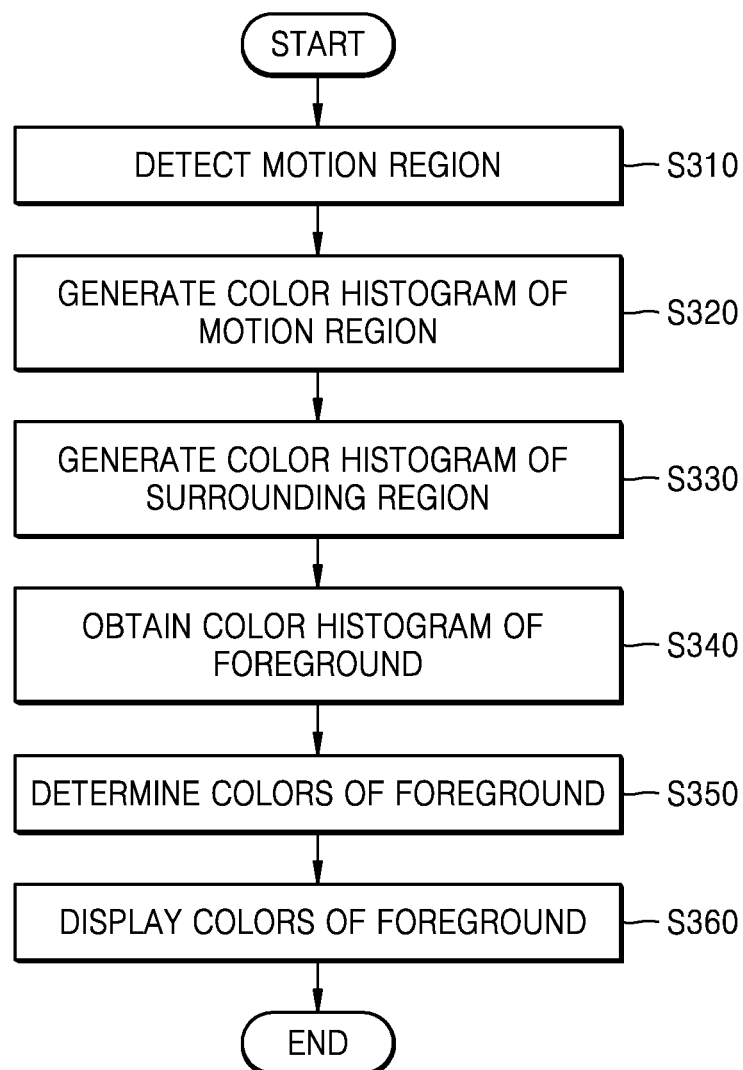 START
DETECT MOTION REGION
S310
GENERATE COLOR HISTOGRAM OF
MOTION REGION
S320
GENERATE COLOR HISTOGRAM OF
SURROUNDING REGION
S330
OBTAIN COLOR HISTOGRAM OF
FOREGROUND
S340
DETERMINE COLORS OF FOREGROUND
S350
DISPLAY COLORS OF FOREGROUND
S360
END